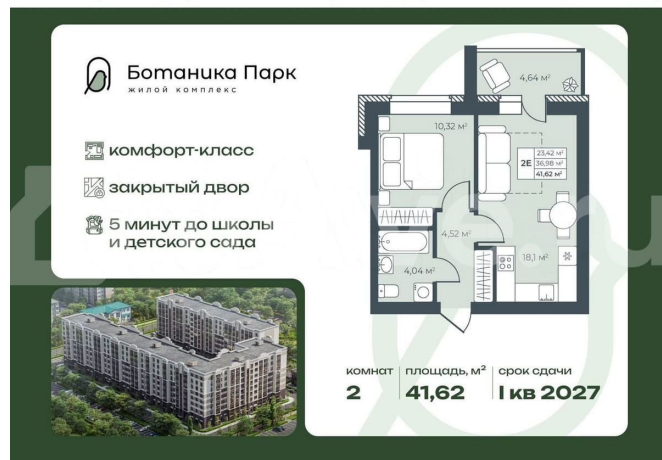 Ботаника Парк
жилой комплекс
комфорт-класс
закрытый двор
5 минут до школы
и детского сада
4,64 м²
10,32 м²
23,42 м²
2Е 36,98 м²
41,62 м²
4,52 м²
4,04 м²
18,1 м²
комнат площадь, м² срок сдачи
2 41,62 I кв 2027